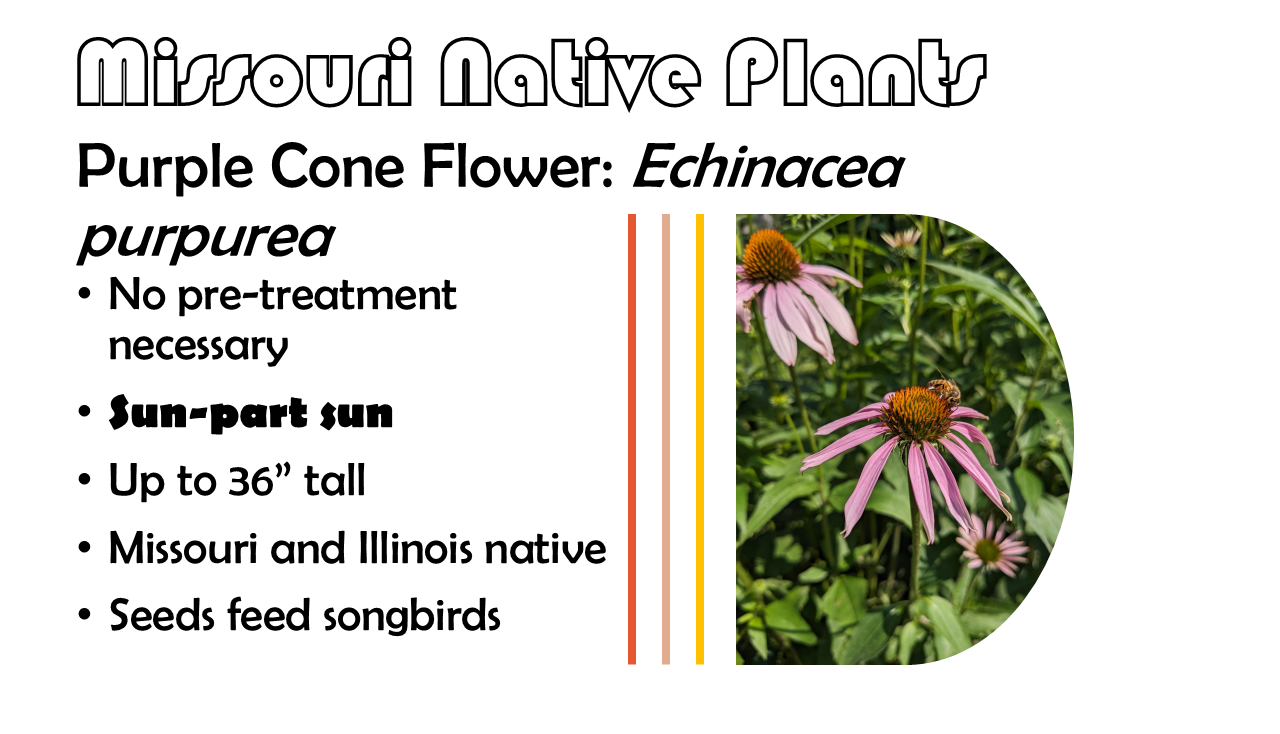 Missouri Native Plants
Purple Cone Flower: Echinacea
purpurea
• No pre-treatment
necessary
• Sun-part sun
• Up to 36” tall
• Missouri and Illinois native
• Seeds feed songbirds